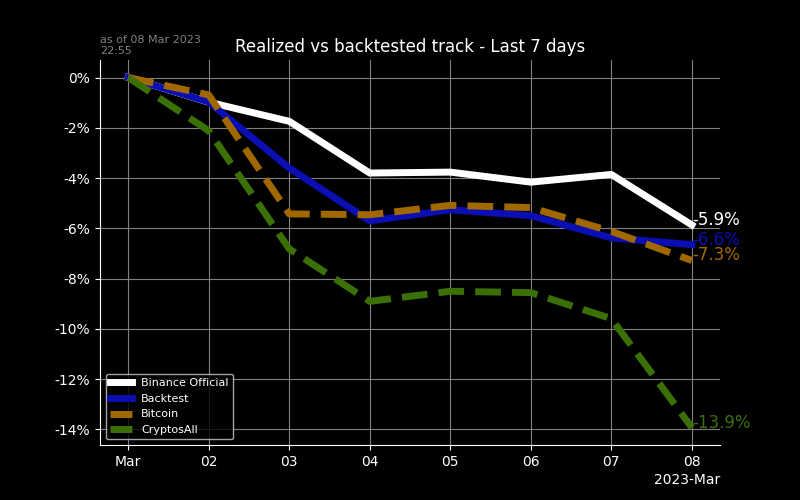 as of 08 Mar 2023
22:55
Realized vs backtested track - Last 7 days
0%
-2%
-4%
-6%
-8%
-10%
-12%
-14%
-5.9%
-6.6%
-7.3%
-13.9%
Binance Official
Backtest
Bitcoin
CryptosAll
Mar 02 03 04 05 06 07 08
2023-Mar